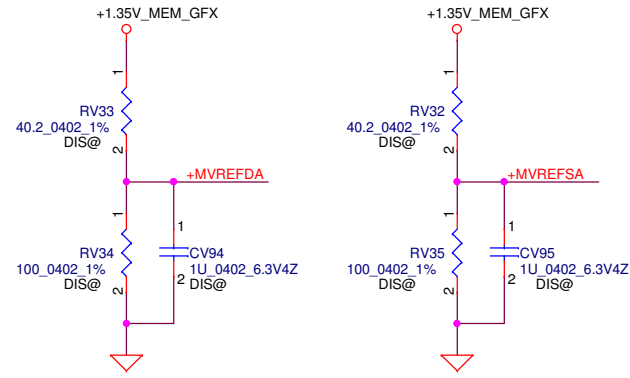 +1.35V_MEM_GFX
1
RV33
40.2_0402_1%
DIS@
2
+MVREFDA
1
RV34
100_0402_1%
DIS@
2
1
CV94
1U_0402_6.3V4Z
2
DIS@
+1.35V_MEM_GFX
1
RV32
40.2_0402_1%
DIS@
2
+MVREFSA
1
RV35
100_0402_1%
DIS@
2
1
CV95
1U_0402_6.3V4Z
2
DIS@